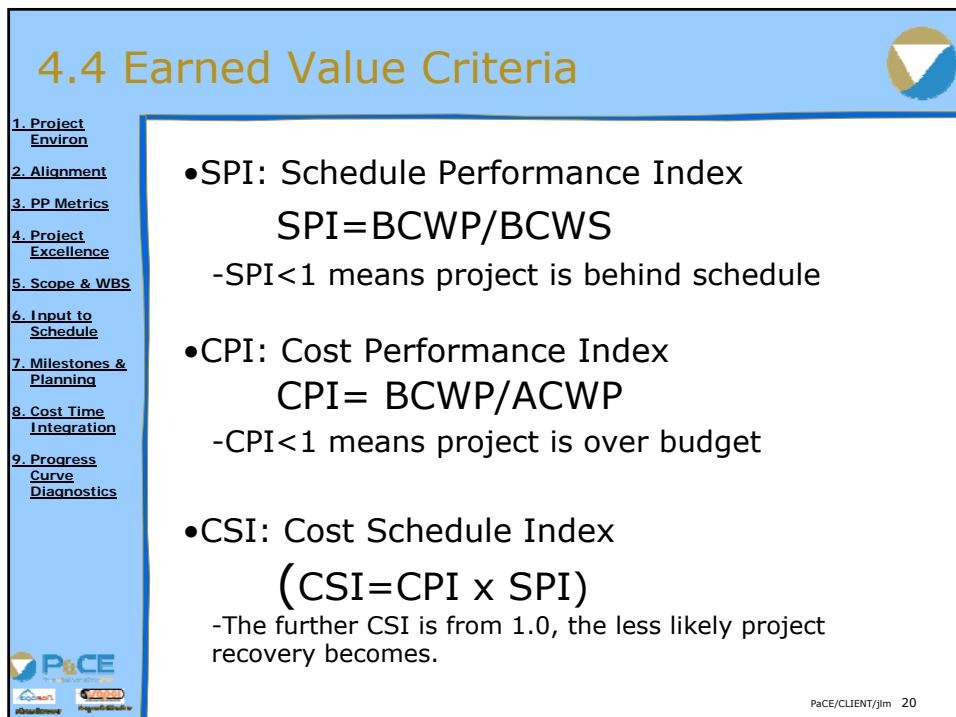 4.4 Earned Value Criteria
1. Project
Environ
2. Alignment
3. PP Metrics
4. Project
Excellence
5. Scope & WBS
6. Input to
Schedule
7. Milestones &
Planning
8. Cost Time
Integration
9. Progress
Curve
Diagnostics
•SPI: Schedule Performance Index
SPI=BCWP/BCWS
-SPI<1 means project is behind schedule
•CPI: Cost Performance Index
CPI= BCWP/ACWP
-CPI<1 means project is over budget
•CSI: Cost Schedule Index
(CSI=CPI x SPI)
-The further CSI is from 1.0, the less likely project
recovery becomes.
P&CE
PaCE/CLIENT/jlm 20